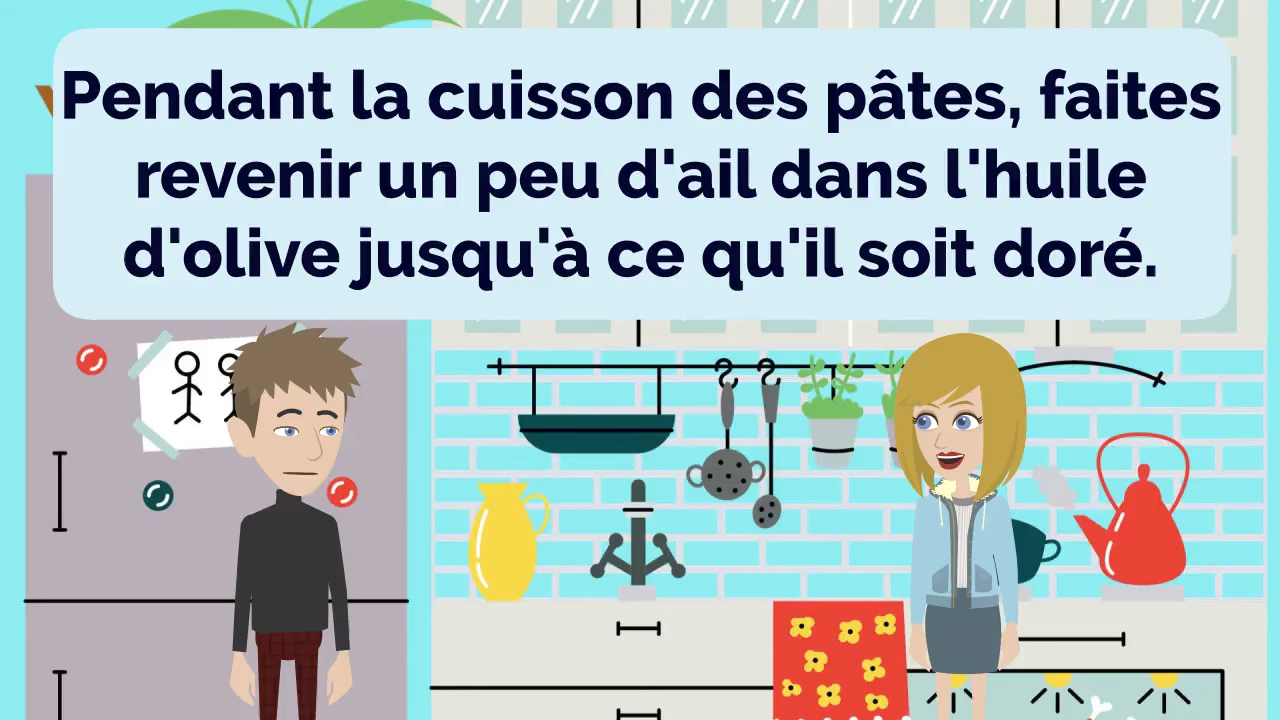 Pendant la cuisson des pâtes, faites
revenir un peu d'ail dans l'huile
d'olive jusqu'à ce qu'il soit doré.